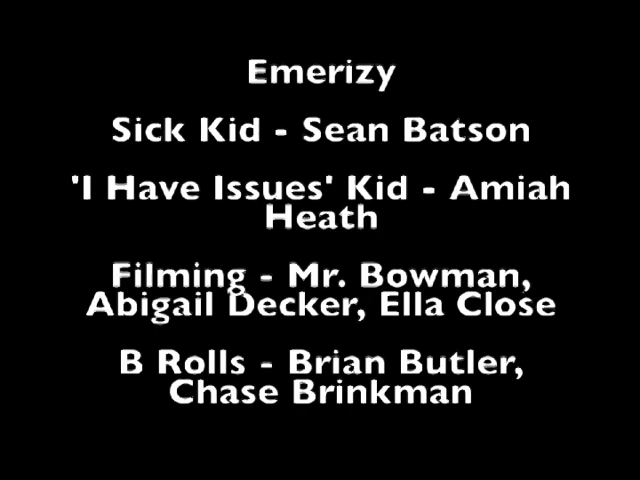 Emerizy
Sick Kid - Sean Batson
'I Have Issues' Kid - Amiah
Heath
Filming - Mr. Bowman,
Abigail Decker, Ella Close
B Rolls - Brian Butler,
Chase Brinkman